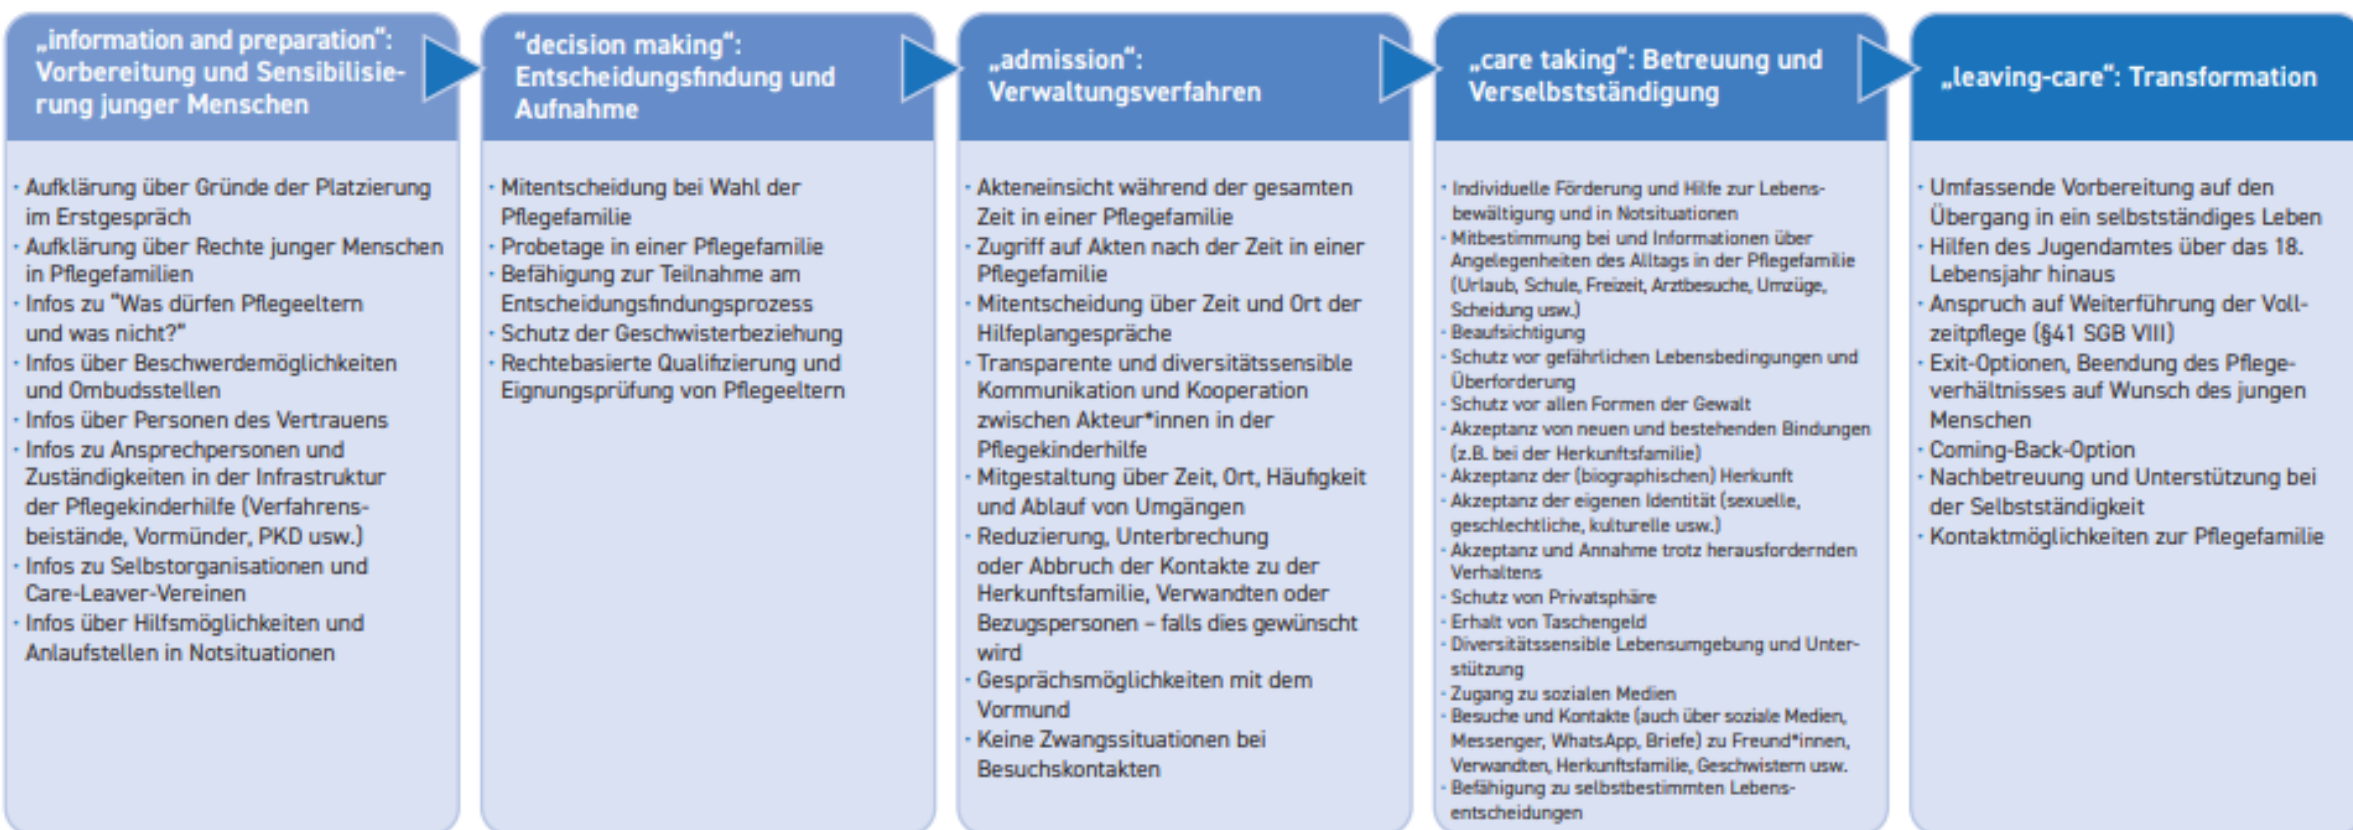 „information and preparation“:
Vorbereitung und Sensibilisie-
rung junger Menschen
· Aufklärung über Gründe der Platzierung
im Erstgespräch
· Aufklärung über Rechte junger Menschen
in Pflegefamilien
· Infos zu “Was dürfen Pflegeeltern
und was nicht?”
· Infos über Beschwerdemöglichkeiten
und Ombudsstellen
· Infos über Personen des Vertrauens
· Infos zu Ansprechpersonen und
Zuständigkeiten in der Infrastruktur
der Pflegekinderhilfe (Verfahrens-
beistände, Vormünder, PKD usw.)
· Infos zu Selbstorganisationen und
Care-Leaver-Vereinen
· Infos über Hilfsmöglichkeiten und
Anlaufstellen in Notsituationen
“decision making“:
Entscheidungsfindung und
Aufnahme
· Mitentscheidung bei Wahl der
Pflegefamilie
· Probetage in einer Pflegefamilie
· Befähigung zur Teilnahme am
Entscheidungsfindungsprozess
· Schutz der Geschwisterbeziehung
· Rechtebasierte Qualifizierung und
Eignungsprüfung von Pflegeeltern
„admission“:
Verwaltungsverfahren
· Akteneinsicht während der gesamten
Zeit in einer Pflegefamilie
· Zugriff auf Akten nach der Zeit in einer
Pflegefamilie
· Mitentscheidung über Zeit und Ort der
Hilfeplangespräche
· Transparente und diversitätssensible
Kommunikation und Kooperation
zwischen Akteur*innen in der
Pflegekinderhilfe
· Mitgestaltung über Zeit, Ort, Häufigkeit
und Ablauf von Umgängen
· Reduzierung, Unterbrechung
oder Abbruch der Kontakte zu der
Herkunftsfamilie, Verwandten oder
Bezugspersonen – falls dies gewünscht
wird
· Gesprächsmöglichkeiten mit dem
Vormund
· Keine Zwangssituationen bei
Besuchskontakten
„care taking“: Betreuung und
Verselbstständigung
· Individuelle Förderung und Hilfe zur Lebens-
bewältigung und in Notsituationen
· Mitbestimmung bei und Informationen über
Angelegenheiten des Alltags in der Pflegefamilie
(Urlaub, Schule, Freizeit, Arztbesuche, Umzüge,
Scheidung usw.)
· Beaufsichtigung
· Schutz vor gefährlichen Lebensbedingungen und
Überforderung
· Schutz vor allen Formen der Gewalt
· Akzeptanz von neuen und bestehenden Bindungen
(z.B. bei der Herkunftsfamilie)
· Akzeptanz der (biographischen) Herkunft
· Akzeptanz der eigenen Identität (sexuelle,
geschlechtliche, kulturelle usw.)
· Akzeptanz und Annahme trotz herausfordernden
Verhaltens
· Schutz von Privatsphäre
· Erhalt von Taschengeld
· Diversitätssensible Lebensumgebung und Unter-
stützung
· Zugang zu sozialen Medien
· Besuche und Kontakte (auch über soziale Medien,
Messenger, WhatsApp, Briefe) zu Freund*innen,
Verwandten, Herkunftsfamilie, Geschwistern usw.
· Befähigung zu selbstbestimmten Lebens-
entscheidungen
„leaving-care“: Transformation
· Umfassende Vorbereitung auf den
Übergang in ein selbstständiges Leben
· Hilfen des Jugendamtes über das 18.
Lebensjahr hinaus
· Anspruch auf Weiterführung der Voll-
zeitpflege (§41 SGB VIII)
· Exit-Optionen, Beendung des Pflege-
verhältnisses auf Wunsch des jungen
Menschen
· Coming-Back-Option
· Nachbetreuung und Unterstützung bei
der Selbstständigkeit
· Kontaktmöglichkeiten zur Pflegefamilie